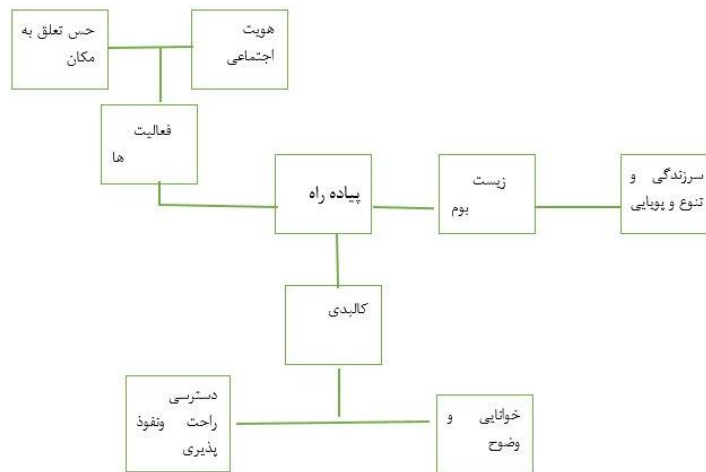 هویت
اجتماعی
حس تعلق به
مکان
فعالیت
ها
پیاده راه
زیست
بوم
سرزندگی و
تنوع و پویایی
کالبدی
دسترسی
راحت ونفوذ
پذیری
خوانایی و
وضوح